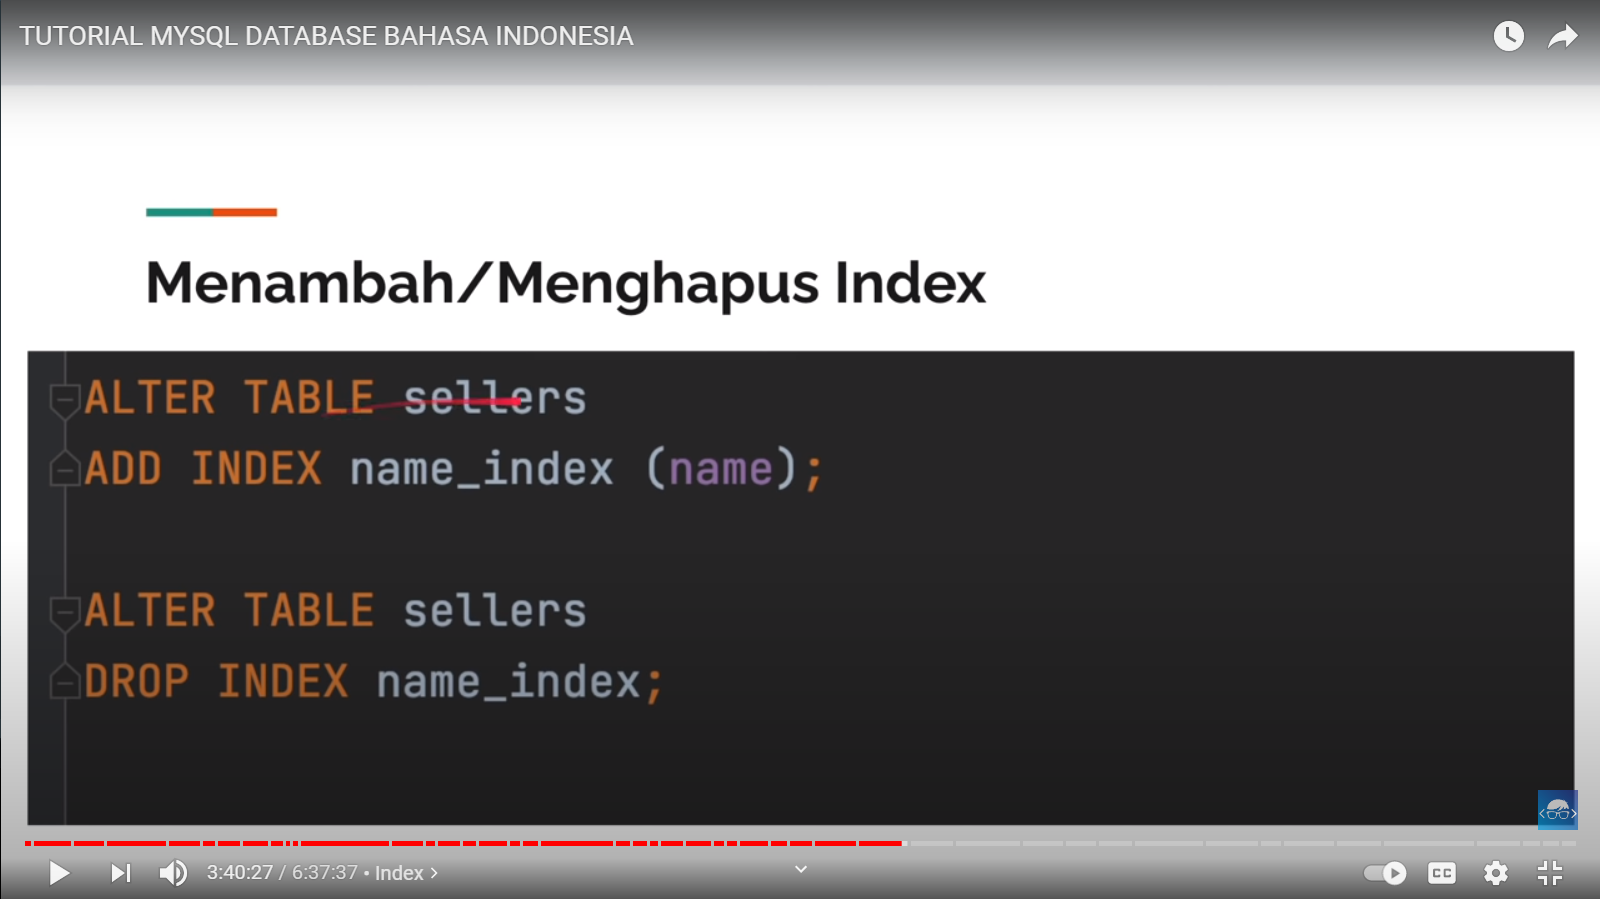 TUTORIAL MYSQL DATABASE BAHASA INDONESIA
Menambah/Menghapus Index
ALTER TABLE sellers
ADD INDEX name_index (name);
ALTER TABLE sellers
DROP INDEX name_index;
3:40:27 / 6:37:37 • Index >
CC